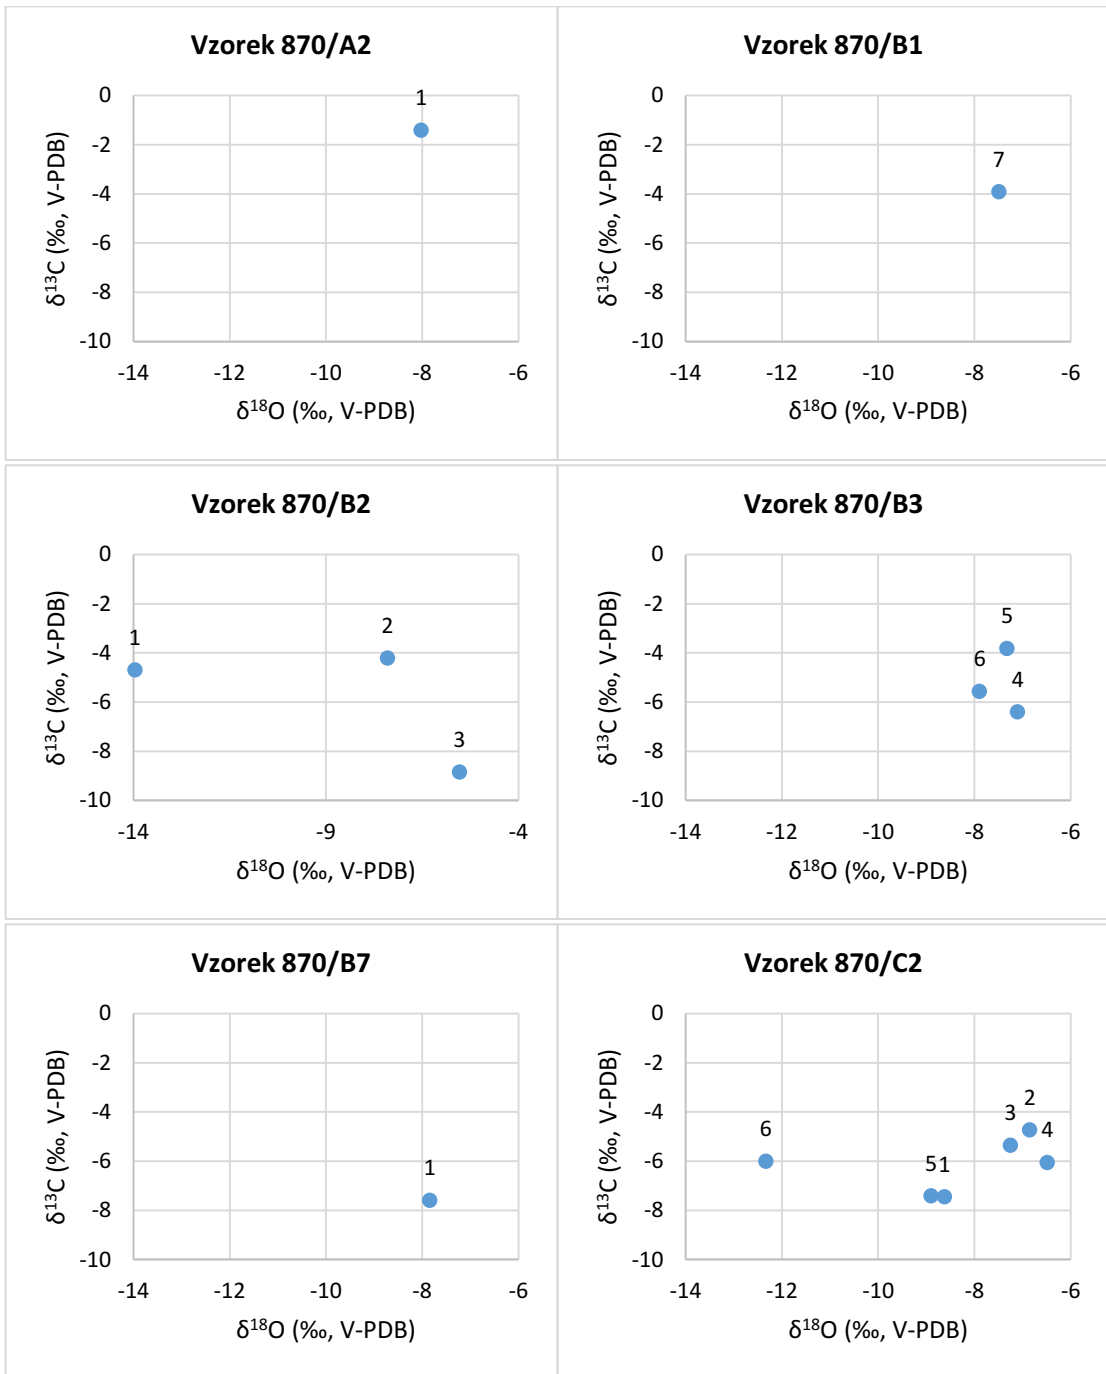 Vzorek 870/A2
0
-2
-4
-6
-8
-10
-14 -12 -10 -8 -6
δ¹³C (‰, V-PDB)
δ¹⁸O (‰, V-PDB)
1
Vzorek 870/B1
0
-2
-4
-6
-8
-10
-14 -12 -10 -8 -6
δ¹³C (‰, V-PDB)
δ¹⁸O (‰, V-PDB)
7
Vzorek 870/B2
0
-2
-4
-6
-8
-10
-14 -9 -4
δ¹³C (‰, V-PDB)
δ¹⁸O (‰, V-PDB)
1
2
3
Vzorek 870/B3
0
-2
-4
-6
-8
-10
-14 -12 -10 -8 -6
δ¹³C (‰, V-PDB)
δ¹⁸O (‰, V-PDB)
5
6
4
Vzorek 870/B7
0
-2
-4
-6
-8
-10
-14 -12 -10 -8 -6
δ¹³C (‰, V-PDB)
δ¹⁸O (‰, V-PDB)
1
Vzorek 870/C2
0
-2
-4
-6
-8
-10
-14 -12 -10 -8 -6
δ¹³C (‰, V-PDB)
δ¹⁸O (‰, V-PDB)
6
5 1
3
2
4